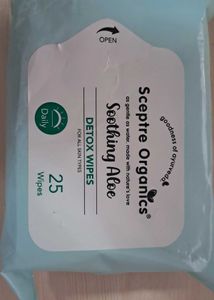 OPEN
goodness of ayurveda
Sceptre Organics®
as gentle as water, made with nature's love
Soothing Aloe
DETOX WIPES
FOR ALL SKIN TYPES
Daily
25
Wipes